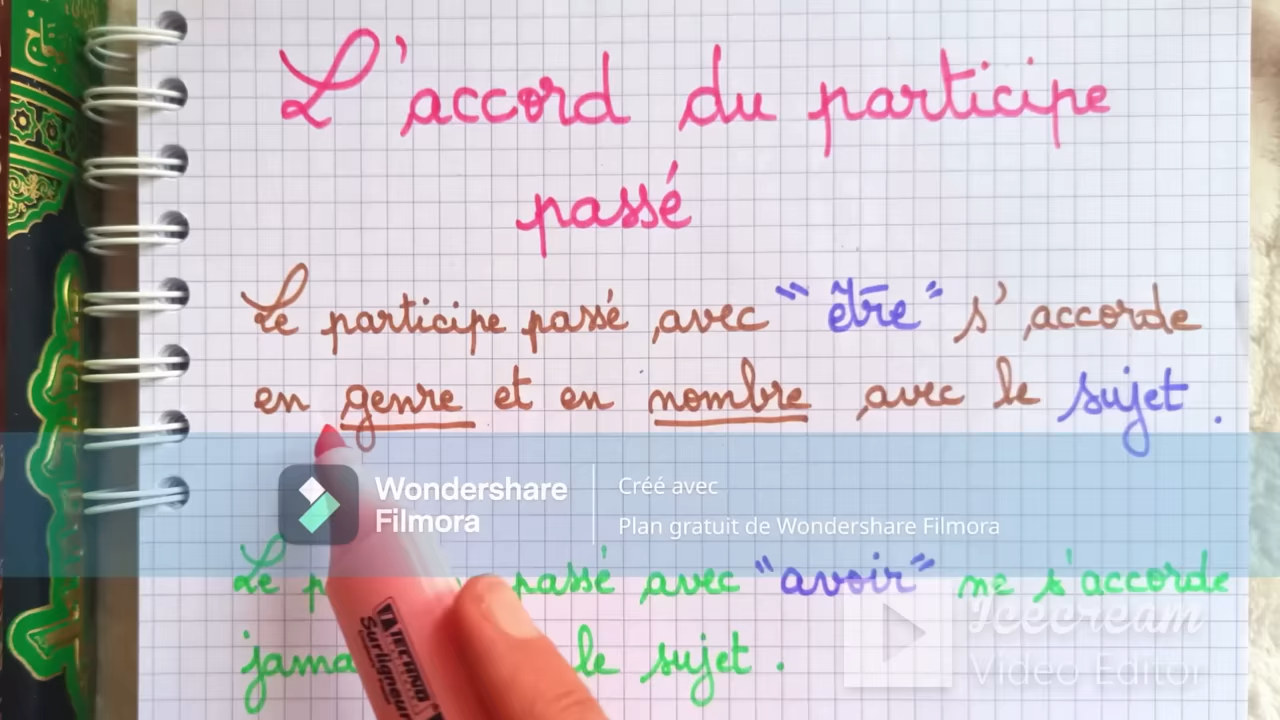 L'accord du participe
passé
Le participe passé avec "être" s'accorde
en genre et en nombre avec le sujet.
Wondershare
Filmora
Créé avec
Plan gratuit de Wondershare Filmora
Le passé avec "avoir" ne s'accorde
le sujet.
Icecream
Video Editor
TECHNO
Surligneur